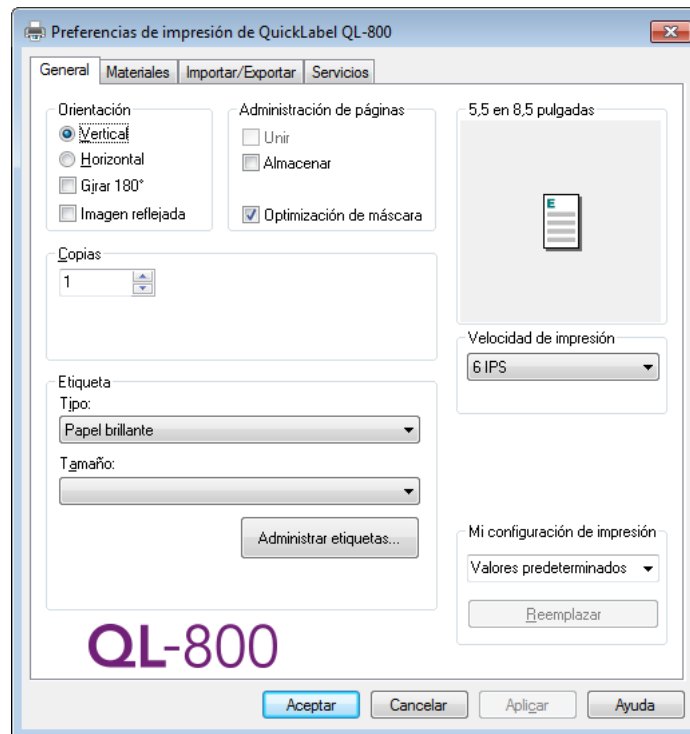 Preferencias de impresión de QuickLabel QL-800
General
Materiales
Importar/Exportar
Servicios
Orientación
Vertical
Horizontal
Girar 180°
Imagen reflejada
Administración de páginas
Unir
Almacenar
Optimización de máscara
5,5 en 8,5 pulgadas
E
Copias
1
Velocidad de impresión
6 IPS
Etiqueta
Tipo:
Papel brillante
Tamaño:
Administrar etiquetas...
Mi configuración de impresión
Valores predeterminados
Reemplazar
QL-800
Aceptar
Cancelar
Aplicar
Ayuda